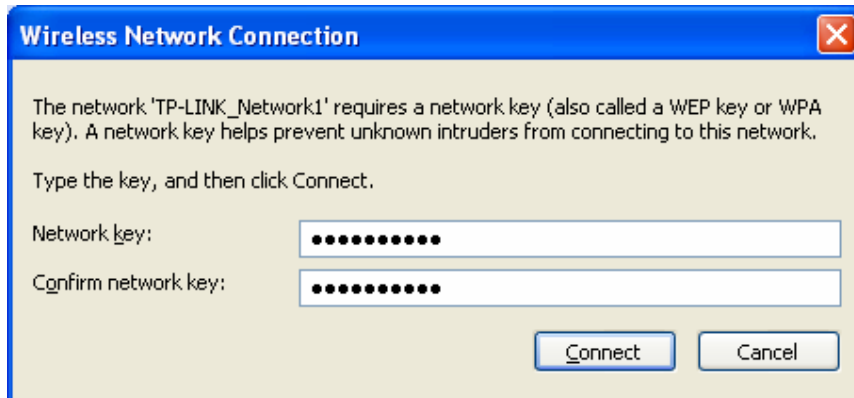 Wireless Network Connection
The network 'TP-LINK_Network1' requires a network key (also called a WEP key or WPA
key). A network key helps prevent unknown intruders from connecting to this network.
Type the key, and then click Connect.
Network key: ●●●●●●●●●●
Confirm network key: ●●●●●●●●●●
Connect Cancel